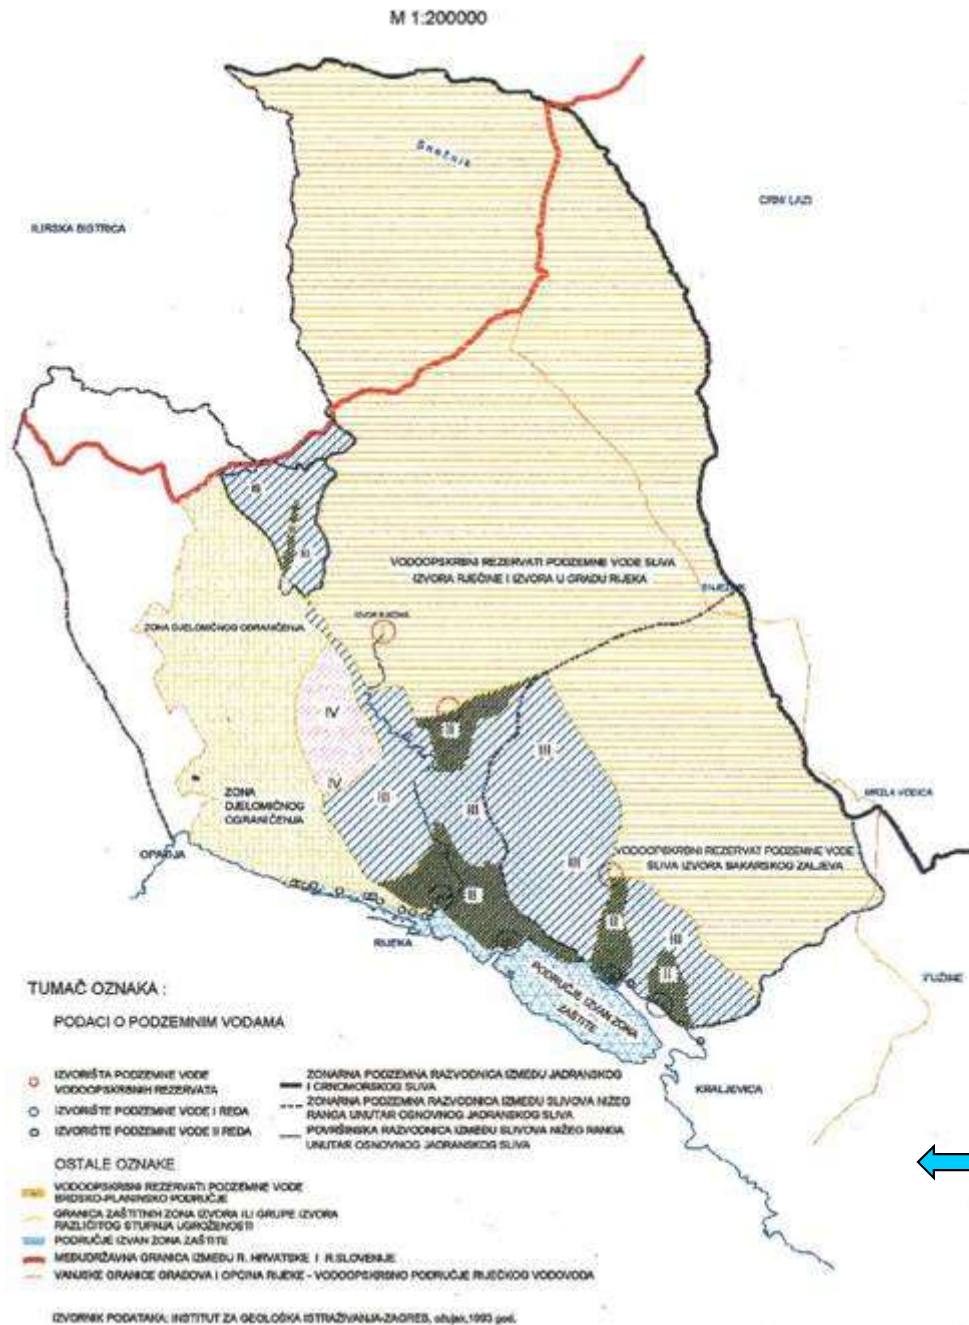 M 1:200000
Snežnik
CRNI LAZI
ILIRSKA BISTRICA
III
II
VODOOPSKRBNI REZERVATI PODZEMNE VODE SLIVA
IZVORA RJEČINE I IZVORA U GRADU RIJEKA
IZVOR RJEČINE
ZONA DJELOMIČNOG OGRANIČENJA
IV
II
III
IV
III
III
ZONA
DJELOMIČNOG
OGRANIČENJA
MRZLA VODICA
OPATIJA
III
VODOOPSKRBNI REZERVAT PODZEMNE VODE
SLIVA IZVORA BAKARSKOG ZALJEVA
II
II
III
RIJEKA
II
FUŽINE
PODRUČJE IZVAN ZONA
ZAŠTITE
KRALJEVICA
TUMAČ OZNAKA :
PODACI O PODZEMNIM VODAMA
IZVORIŠTA PODZEMNE VODE
VODOOPSKRBNIH REZERVATA
IZVORIŠTE PODZEMNE VODE I REDA
IZVORIŠTE PODZEMNE VODE II REDA
ZONARNA PODZEMNA RAZVODNICA IZMEĐU JADRANSKOG
I CRNOMORSKOG SLIVA
ZONARNA PODZEMNA RAZVODNICA IZMEĐU SLIVOVA NIŽEG
RANGA UNUTAR OSNOVNOG JADRANSKOG SLIVA
POVRŠINSKA RAZVODNICA IZMEĐU SLIVOVA NIŽEG RANGA
UNUTAR OSNOVNOG JADRANSKOG SLIVA
OSTALE OZNAKE
VODOOPSKRBNI REZERVATI PODZEMNE VODE
BRDSKO-PLANINSKO PODRUČJE
GRANICA ZAŠTITNIH ZONA IZVORA ILI GRUPE IZVORA
RAZLIČITOG STUPNJA UGROŽENOSTI
PODRUČJE IZVAN ZONA ZAŠTITE
MEĐUDRŽAVNA GRANICA IZMEĐU R. HRVATSKE I R.SLOVENIJE
VANJSKE GRANICE GRADOVA I OPĆINA RIJEKE - VODOOPSKRBNO PODRUČJE RIJEČKOG VODOVODA
IZVORNIK PODATAKA: INSTITUT ZA GEOLOŠKA ISTRAŽIVANJA-ZAGREB, ožujak,1993 god.